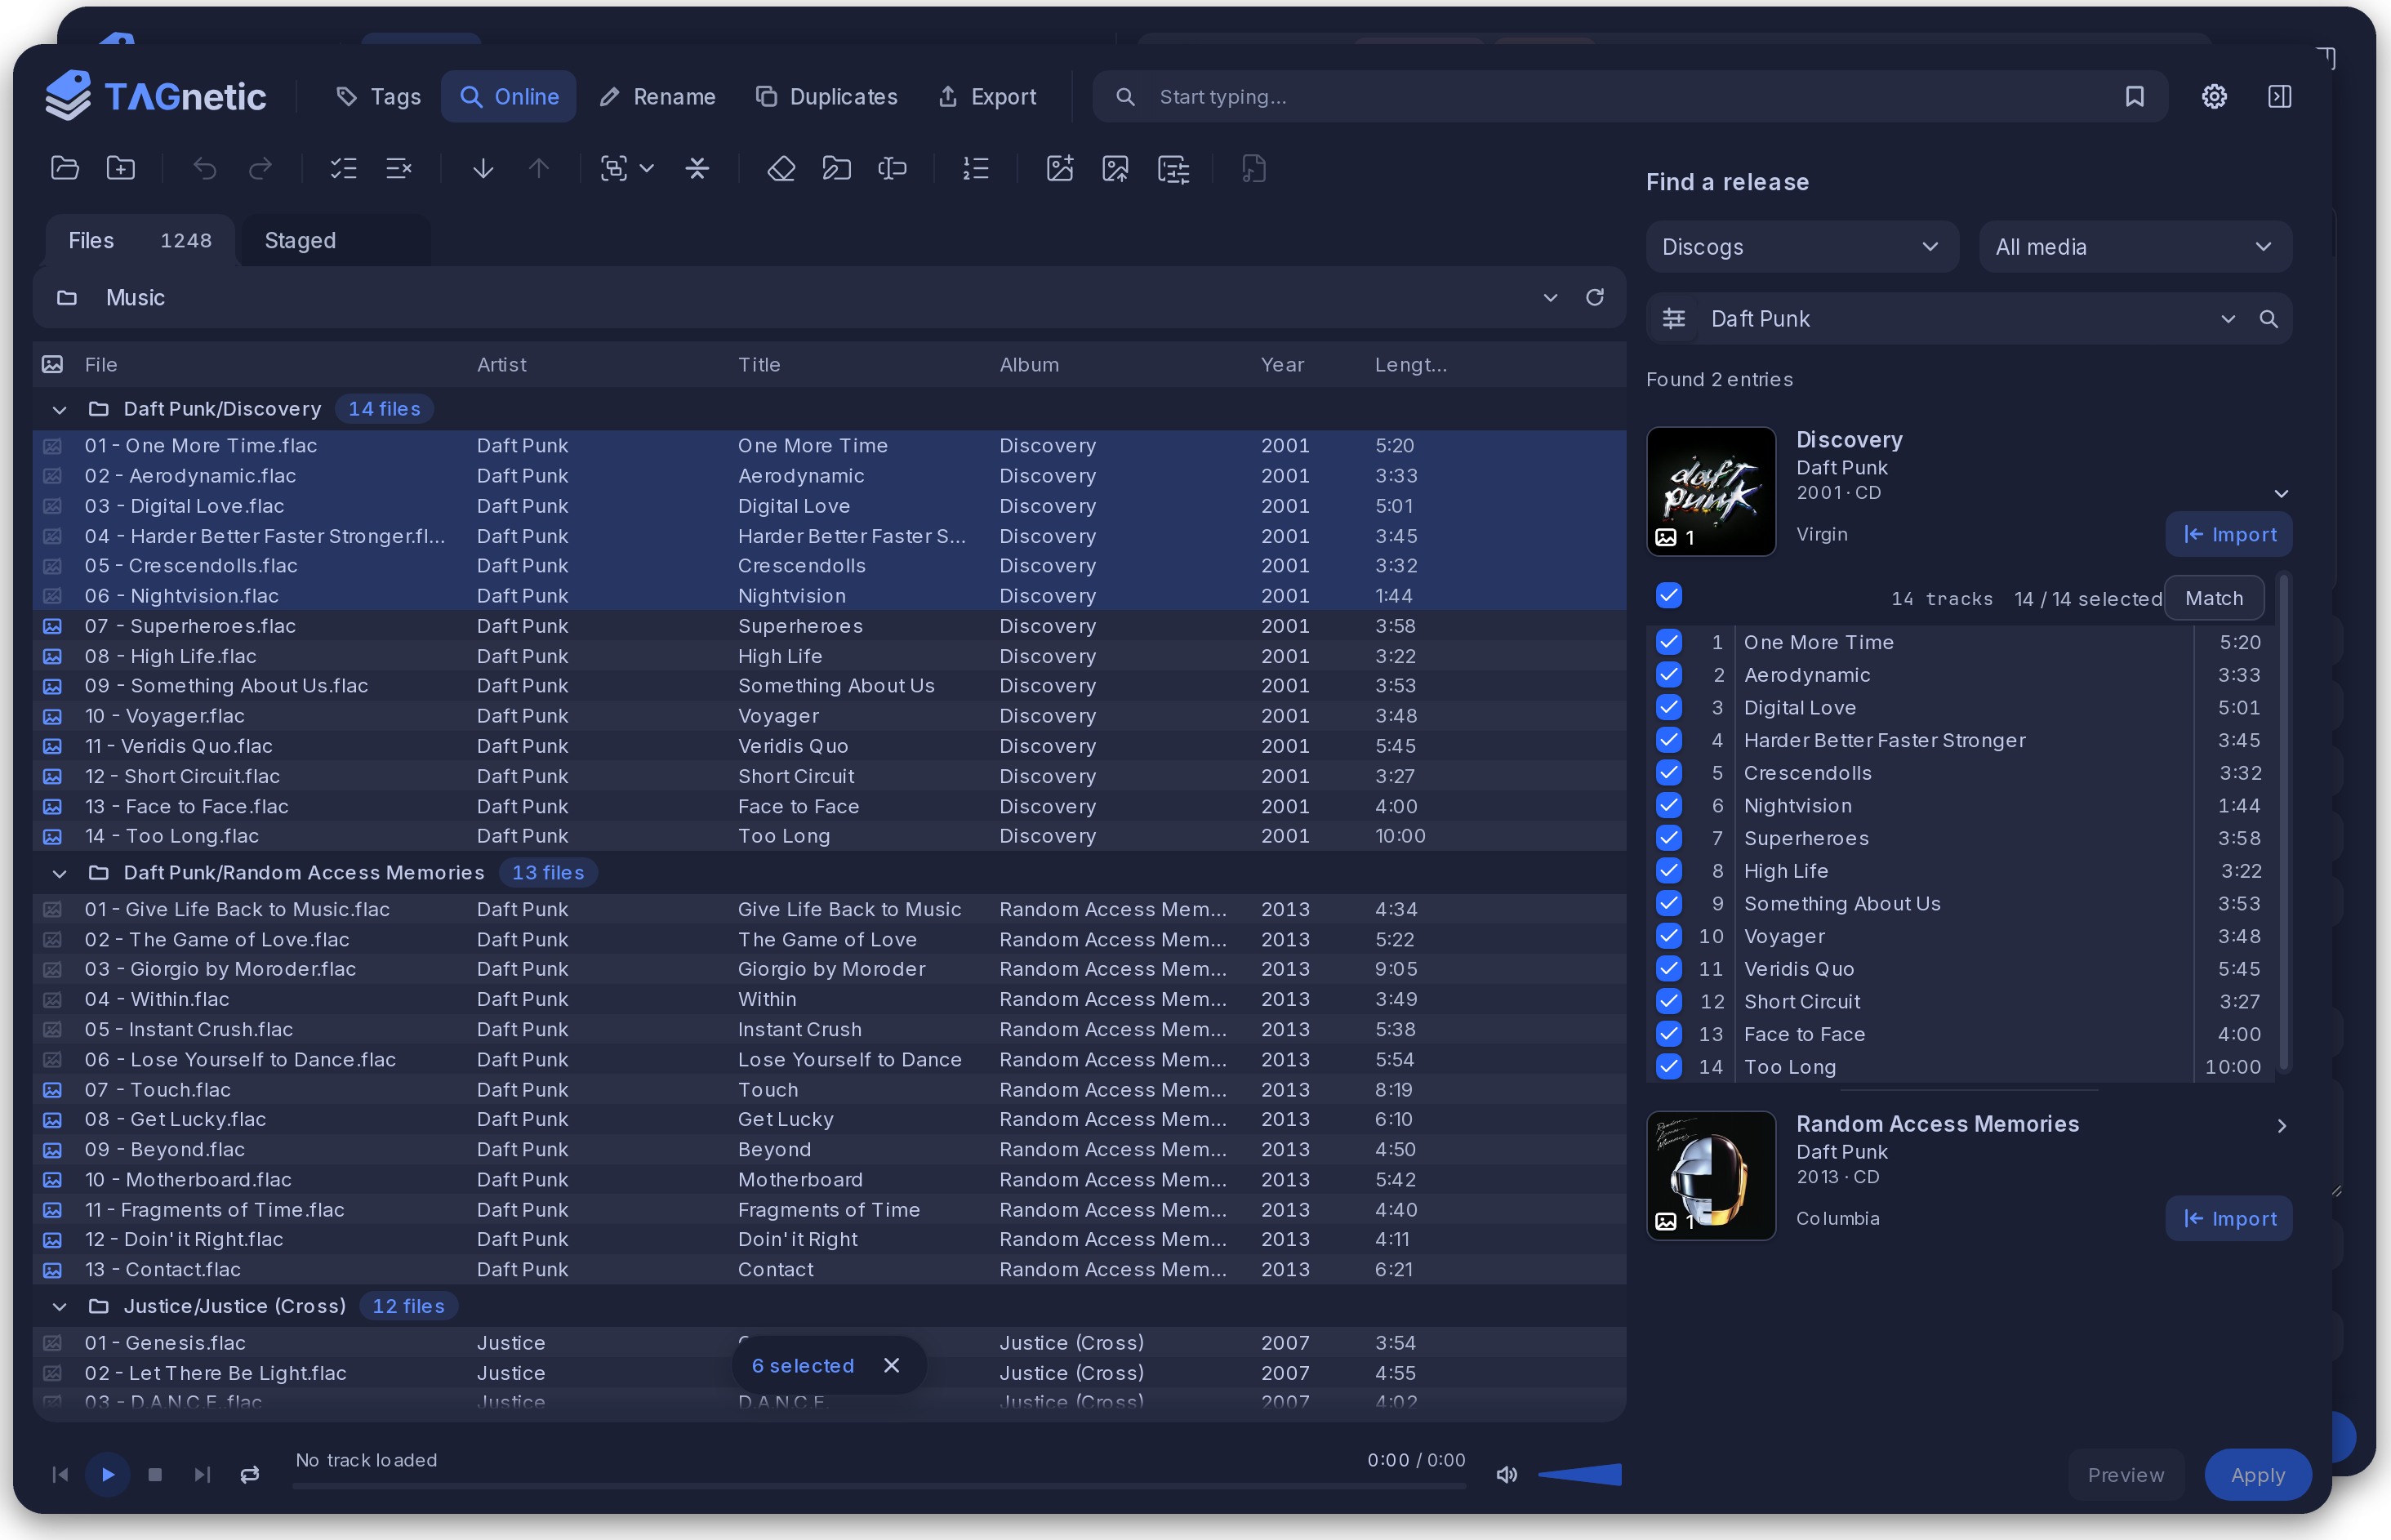 TAGnetic
Tags Online Rename Duplicates Export
Start typing...
Files 1248 Staged
Music
File Artist Title Album Year Lengt...
Daft Punk/Discovery 14 files
01 - One More Time.flac Daft Punk One More Time Discovery 2001 5:20
02 - Aerodynamic.flac Daft Punk Aerodynamic Discovery 2001 3:33
03 - Digital Love.flac Daft Punk Digital Love Discovery 2001 5:01
04 - Harder Better Faster Stronger.fl... Daft Punk Harder Better Faster S... Discovery 2001 3:45
05 - Crescendolls.flac Daft Punk Crescendolls Discovery 2001 3:32
06 - Nightvision.flac Daft Punk Nightvision Discovery 2001 1:44
07 - Superheroes.flac Daft Punk Superheroes Discovery 2001 3:58
08 - High Life.flac Daft Punk High Life Discovery 2001 3:22
09 - Something About Us.flac Daft Punk Something About Us Discovery 2001 3:53
10 - Voyager.flac Daft Punk Voyager Discovery 2001 3:48
11 - Veridis Quo.flac Daft Punk Veridis Quo Discovery 2001 5:45
12 - Short Circuit.flac Daft Punk Short Circuit Discovery 2001 3:27
13 - Face to Face.flac Daft Punk Face to Face Discovery 2001 4:00
14 - Too Long.flac Daft Punk Too Long Discovery 2001 10:00
Daft Punk/Random Access Memories 13 files
01 - Give Life Back to Music.flac Daft Punk Give Life Back to Music Random Access Mem... 2013 4:34
02 - The Game of Love.flac Daft Punk The Game of Love Random Access Mem... 2013 5:22
03 - Giorgio by Moroder.flac Daft Punk Giorgio by Moroder Random Access Mem... 2013 9:05
04 - Within.flac Daft Punk Within Random Access Mem... 2013 3:49
05 - Instant Crush.flac Daft Punk Instant Crush Random Access Mem... 2013 5:38
06 - Lose Yourself to Dance.flac Daft Punk Lose Yourself to Dance Random Access Mem... 2013 5:54
07 - Touch.flac Daft Punk Touch Random Access Mem... 2013 8:19
08 - Get Lucky.flac Daft Punk Get Lucky Random Access Mem... 2013 6:10
09 - Beyond.flac Daft Punk Beyond Random Access Mem... 2013 4:50
10 - Motherboard.flac Daft Punk Motherboard Random Access Mem... 2013 5:42
11 - Fragments of Time.flac Daft Punk Fragments of Time Random Access Mem... 2013 4:40
12 - Doin' it Right.flac Daft Punk Doin' it Right Random Access Mem... 2013 4:11
13 - Contact.flac Daft Punk Contact Random Access Mem... 2013 6:21
Justice/Justice (Cross) 12 files
01 - Genesis.flac Justice Justice (Cross) 2007 3:54
02 - Let There Be Light.flac Justice Justice (Cross) 2007 4:55
03 - D.A.N.C.E..flac Justice D.A.N.C.E. Justice (Cross) 2007 4:02
6 selected
No track loaded 0:00 / 0:00
Find a release
Discogs All media
Daft Punk
Found 2 entries
daft
punk
1
Discovery
Daft Punk
2001 · CD
Virgin Import
14 tracks 14 / 14 selected Match
1 One More Time 5:20
2 Aerodynamic 3:33
3 Digital Love 5:01
4 Harder Better Faster Stronger 3:45
5 Crescendolls 3:32
6 Nightvision 1:44
7 Superheroes 3:58
8 High Life 3:22
9 Something About Us 3:53
10 Voyager 3:48
11 Veridis Quo 5:45
12 Short Circuit 3:27
13 Face to Face 4:00
14 Too Long 10:00
Random
Access
Memories
1
Random Access Memories
Daft Punk
2013 · CD
Columbia Import
Preview Apply